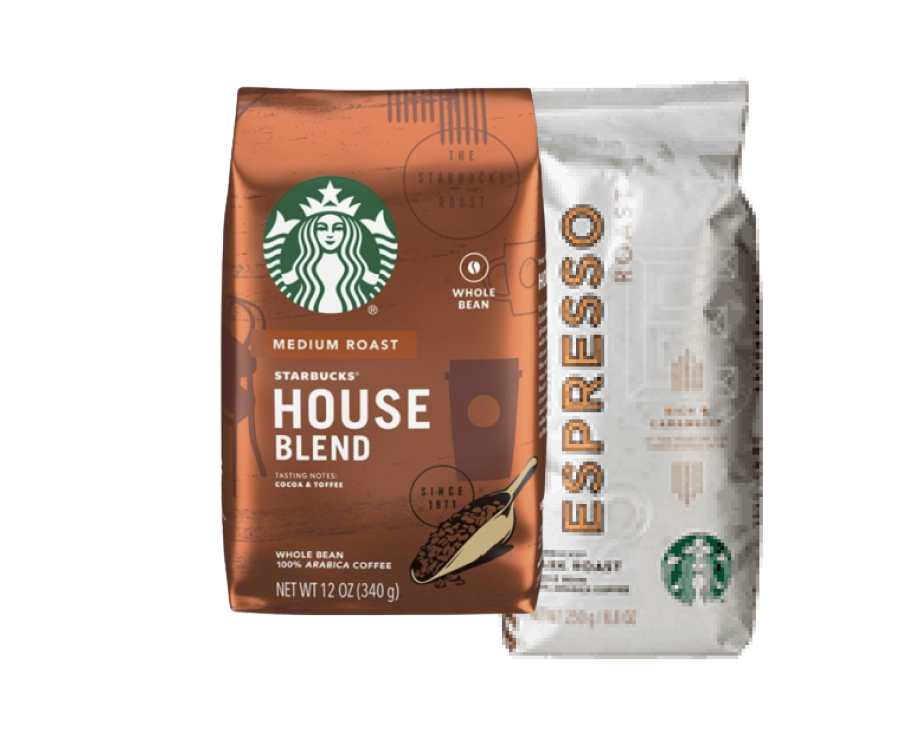 THE
STARBUCKS®
ROAST
WHOLE
BEAN
®
MEDIUM ROAST
STARBUCKS®
HOUSE
BLEND
TASTING NOTES:
COCOA & TOFFEE
SINCE
1971
WHOLE BEAN
100% ARABICA COFFEE
NET WT 12 OZ (340 g)
ESPRESSO
ROAST
RICH &
CARAMELLY
ROAST